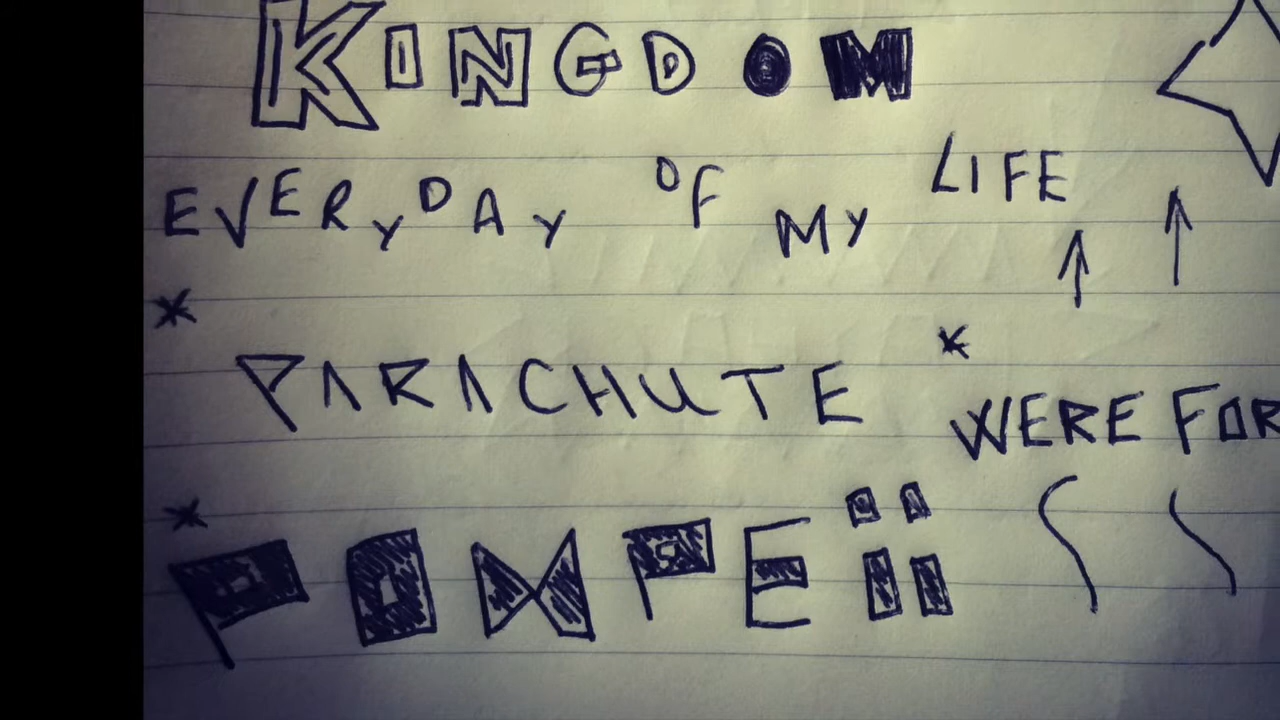 KINGDOM
EVERYDAY OF MY LIFE
* PARACHUTE *
WERE FOR
* POMPEii